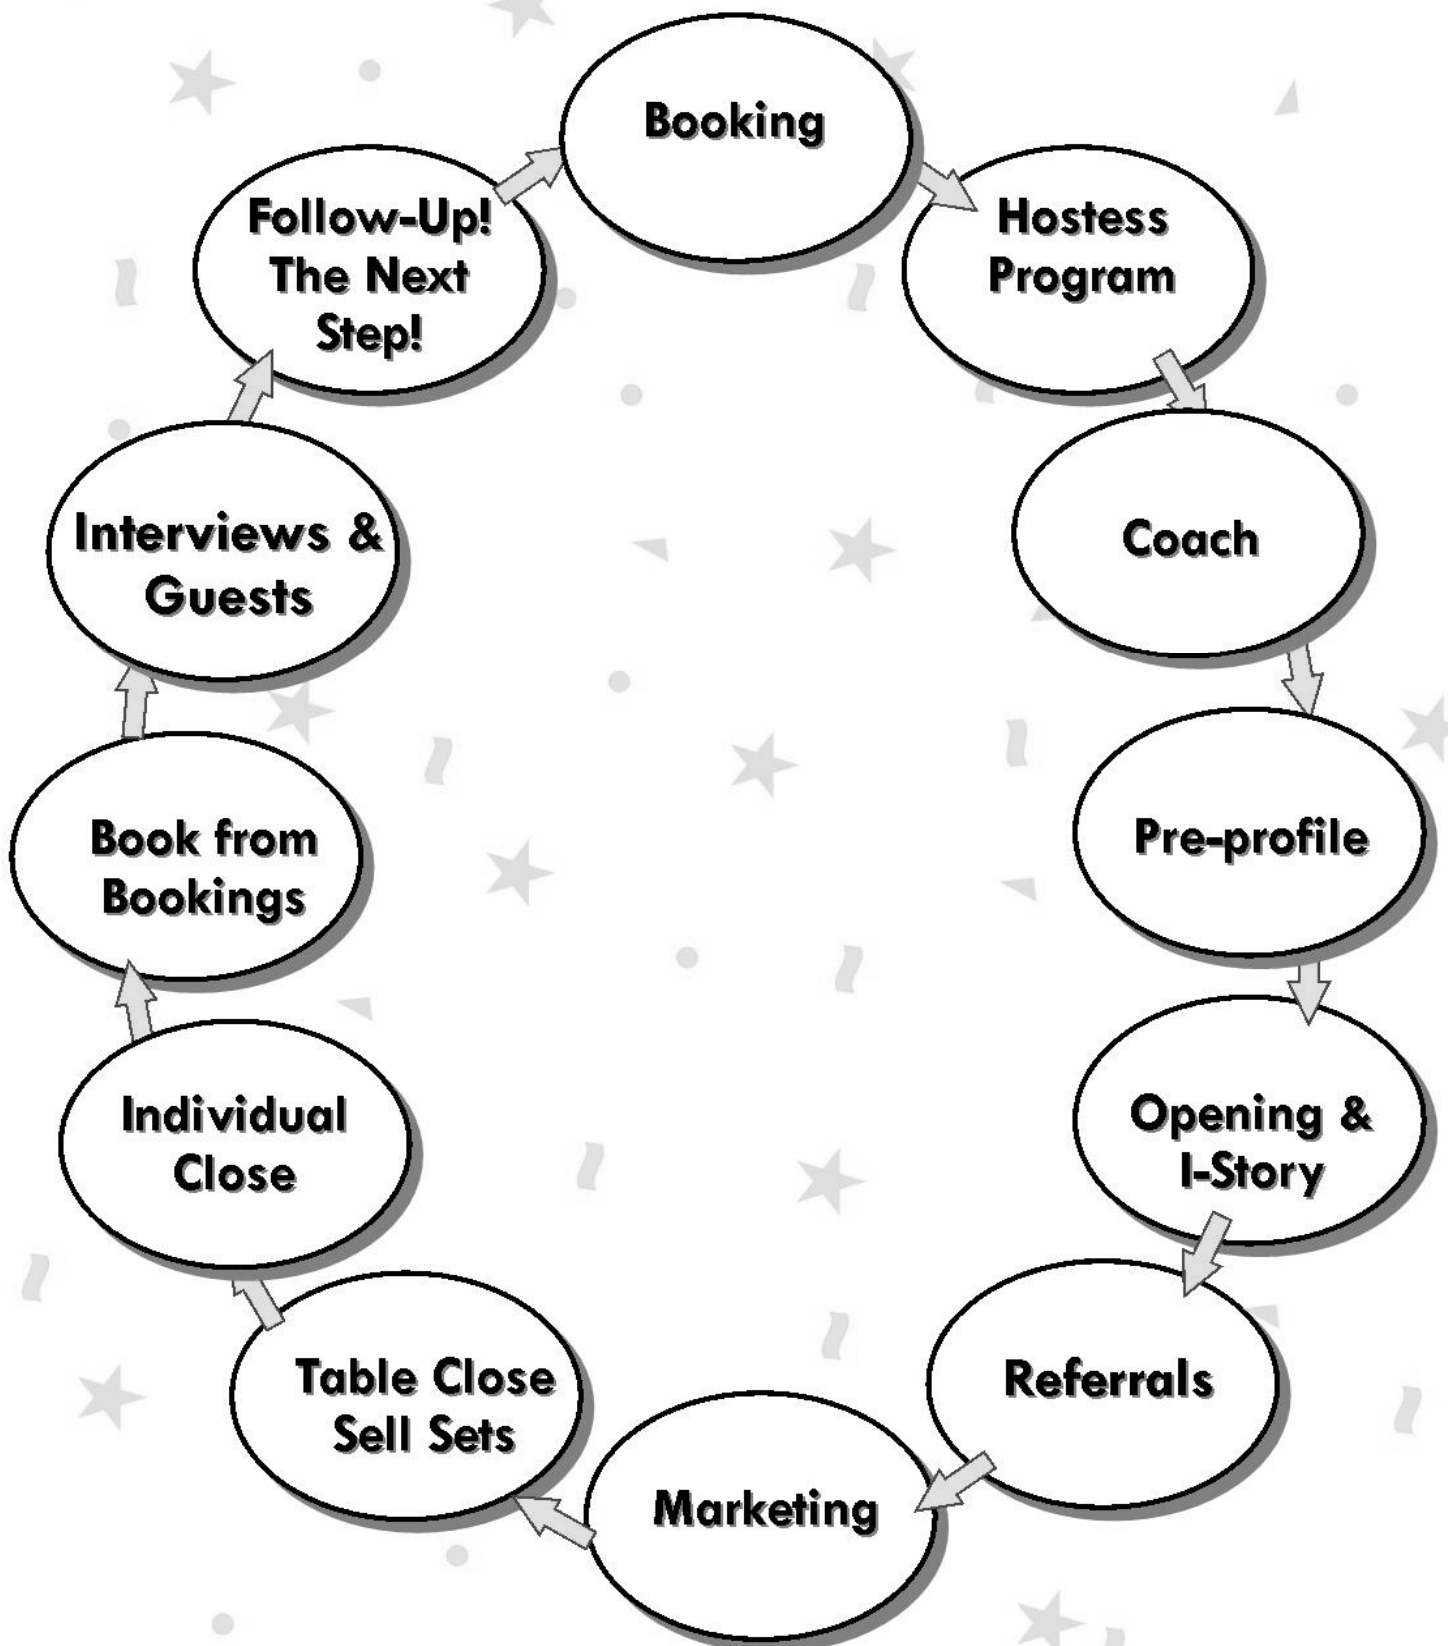 Booking
Hostess
Program
Coach
Pre-profile
Opening &
I-Story
Referrals
Marketing
Table Close
Sell Sets
Individual
Close
Book from
Bookings
Interviews &
Guests
Follow-Up!
The Next
Step!